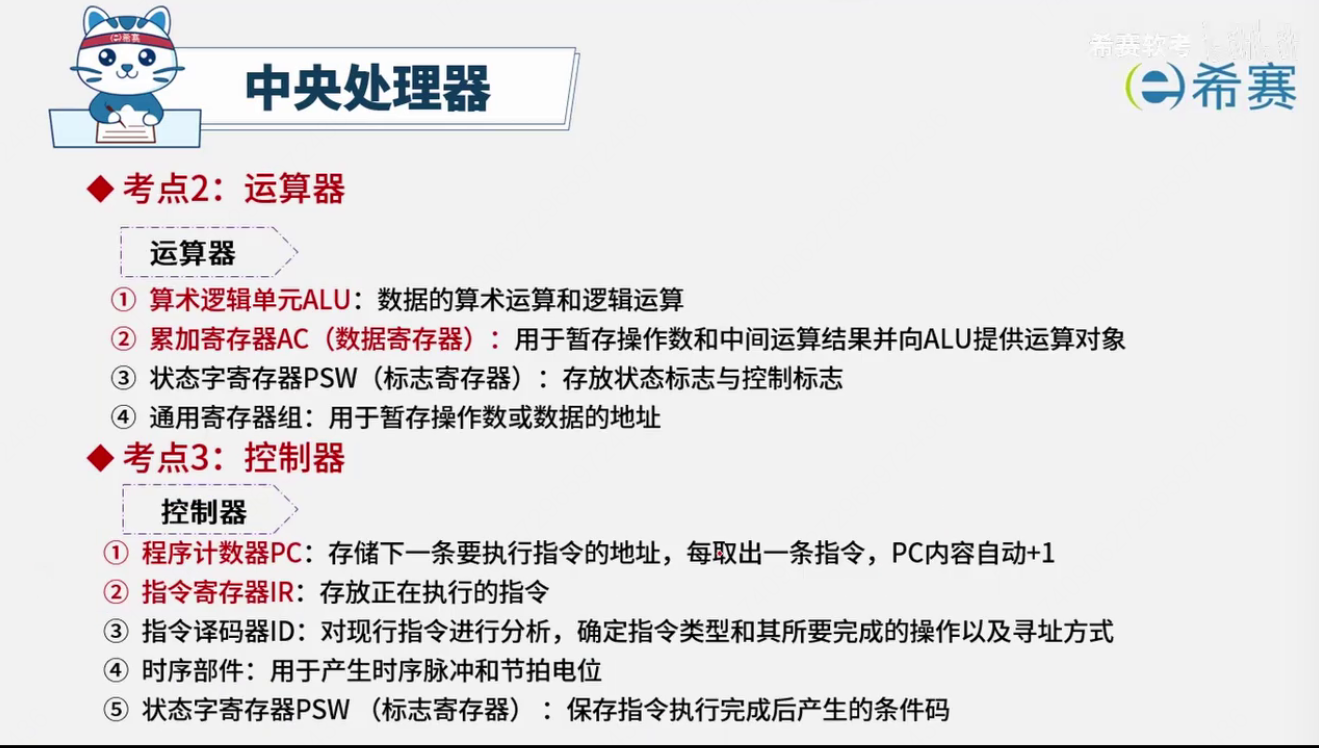 希赛软考
希赛
中央处理器
◆ 考点2：运算器
运算器
① 算术逻辑单元ALU：数据的算术运算和逻辑运算
② 累加寄存器AC（数据寄存器）：用于暂存操作数和中间运算结果并向ALU提供运算对象
③ 状态字寄存器PSW（标志寄存器）：存放状态标志与控制标志
④ 通用寄存器组：用于暂存操作数或数据的地址
◆ 考点3：控制器
控制器
① 程序计数器PC：存储下一条要执行指令的地址，每取出一条指令，PC内容自动+1
② 指令寄存器IR：存放正在执行的指令
③ 指令译码器ID：对现行指令进行分析，确定指令类型和其所要完成的操作以及寻址方式
④ 时序部件：用于产生时序脉冲和节拍电位
⑤ 状态字寄存器PSW （标志寄存器）：保存指令执行完成后产生的条件码